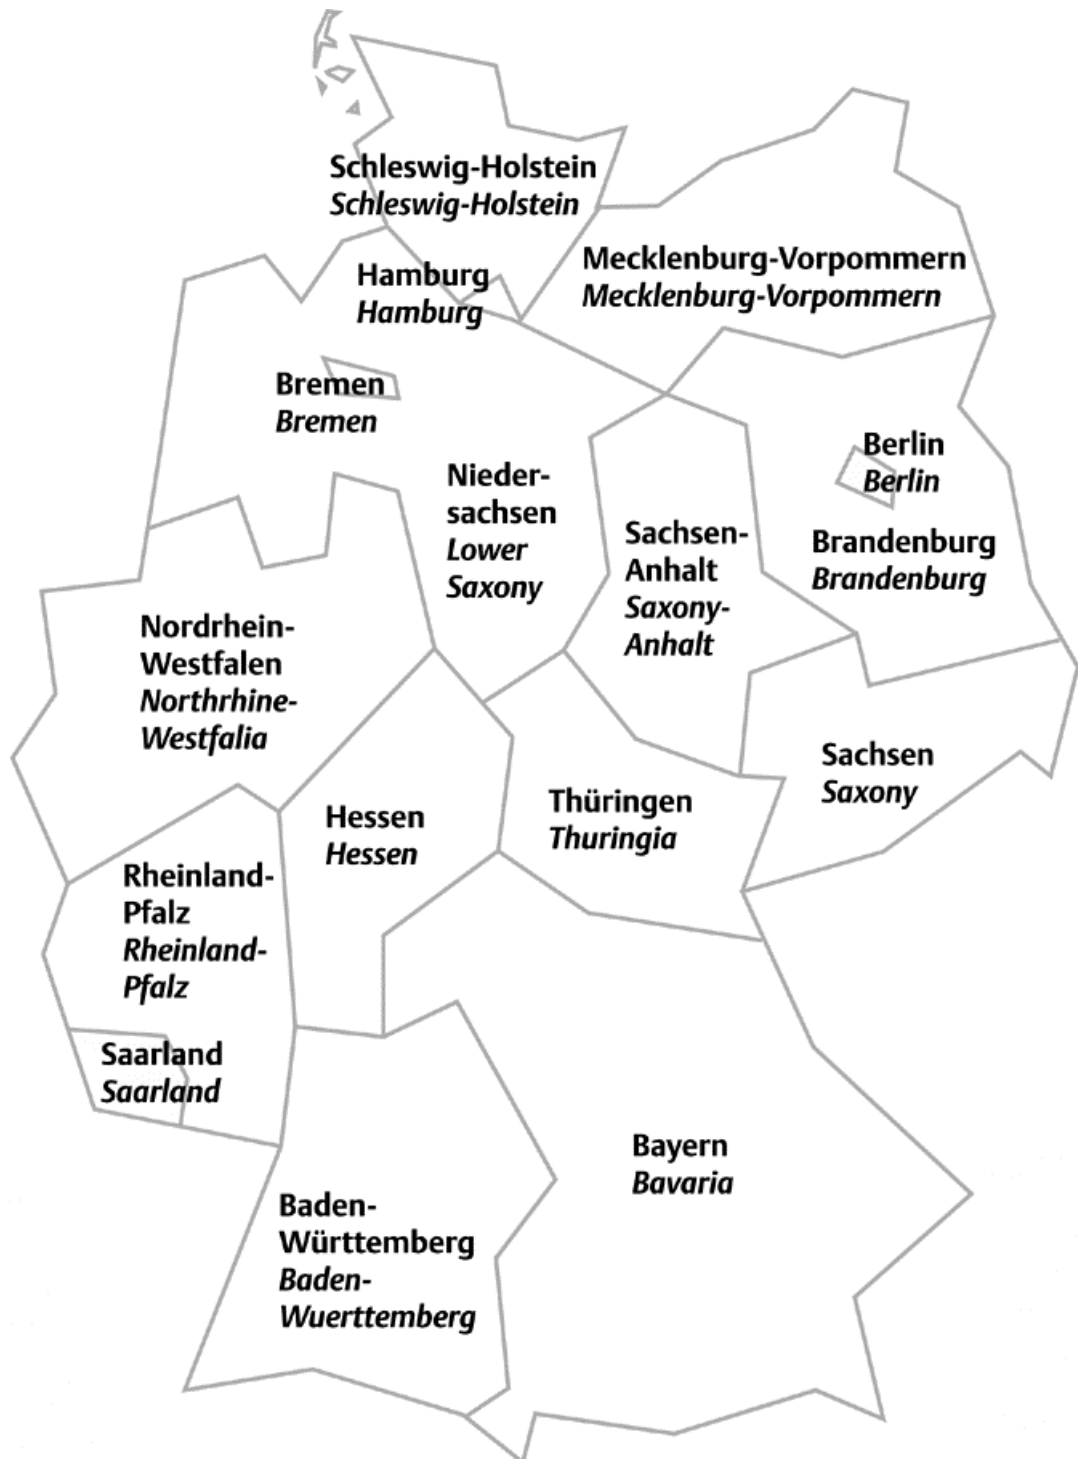 Schleswig-Holstein
Schleswig-Holstein
Mecklenburg-Vorpommern
Mecklenburg-Vorpommern
Hamburg
Hamburg
Bremen
Bremen
Berlin
Berlin
Nieder-
sachsen
Lower
Saxony
Sachsen-
Anhalt
Saxony-
Anhalt
Brandenburg
Brandenburg
Nordrhein-
Westfalen
Northrhine-
Westfalia
Sachsen
Saxony
Thüringen
Thuringia
Hessen
Hessen
Rheinland-
Pfalz
Rheinland-
Pfalz
Saarland
Saarland
Bayern
Bavaria
Baden-
Württemberg
Baden-
Wuerttemberg